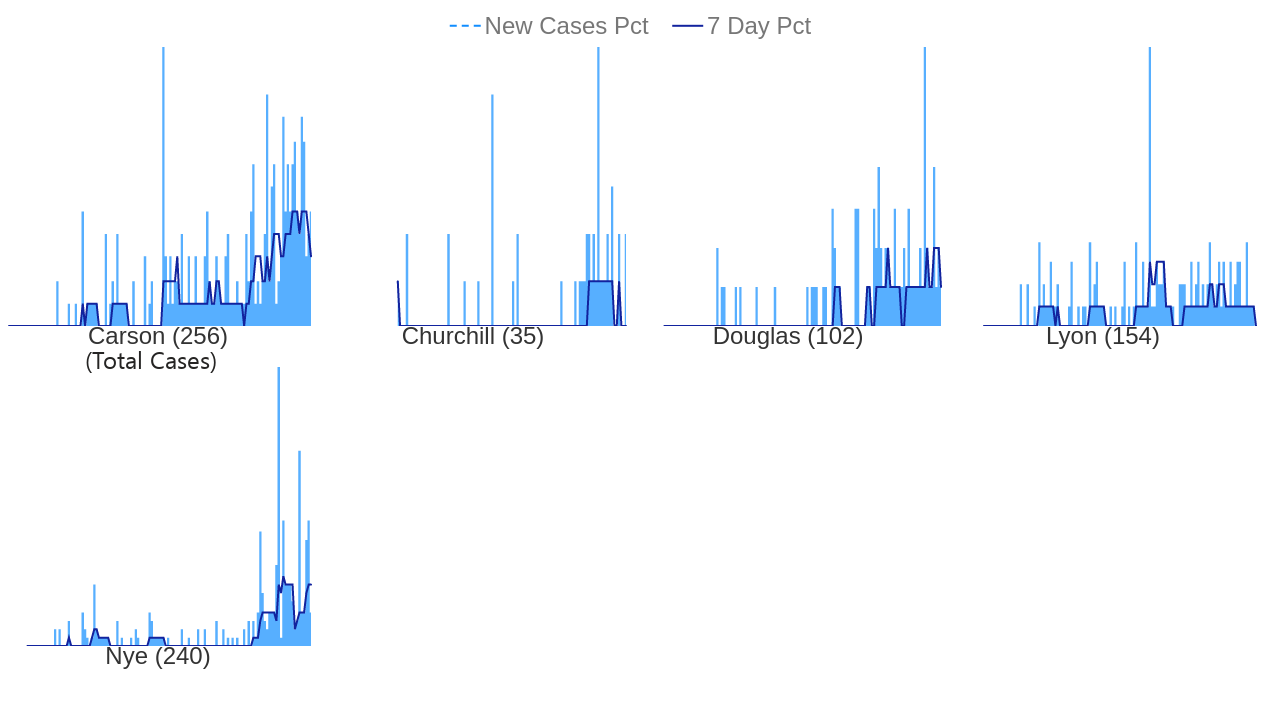 New Cases Pct 7 Day Pct
Carson (256) Churchill (35) Douglas (102) Lyon (154)
(Total Cases)
Nye (240)